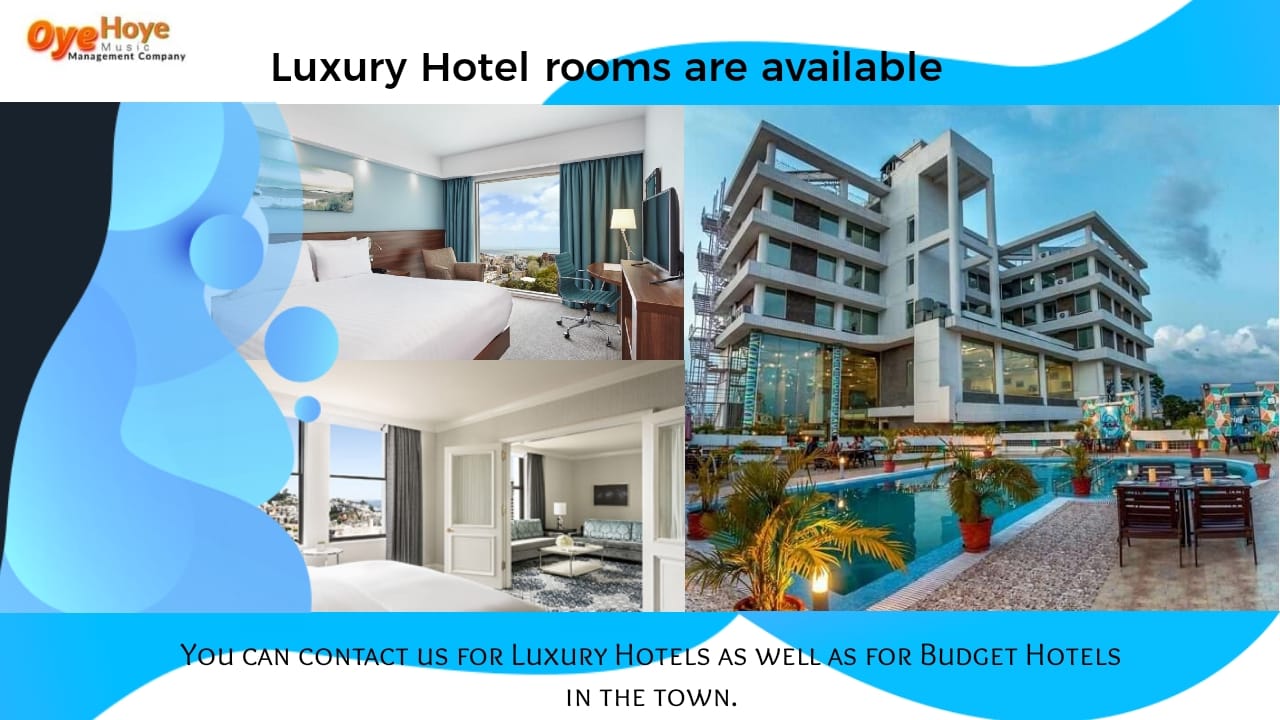 Oye Hoye
Music
Management Company
Luxury Hotel rooms are available
You can contact us for Luxury Hotels as well as for Budget Hotels
in the town.